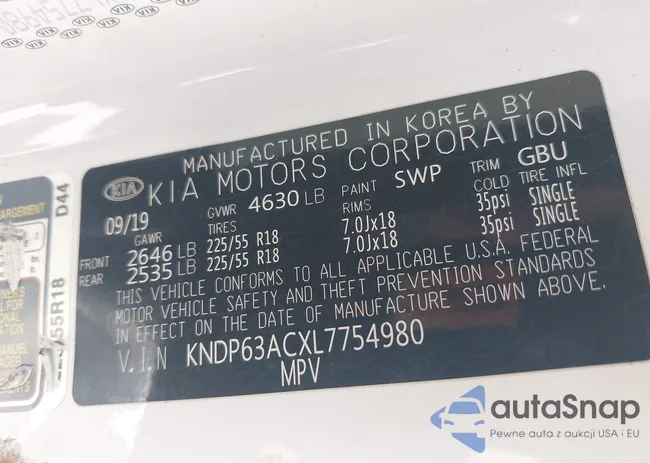 MANUFACTURED IN KOREA BY
KIA KIA MOTORS CORPORATION
09/19 GVWR 4630 LB PAINT SWP TRIM GBU
GAWR TIRES RIMS COLD TIRE INFL
FRONT 2646 LB 225/55 R18 7.0Jx18 35psi SINGLE
REAR 2535 LB 225/55 R18 7.0Jx18 35psi SINGLE
THIS VEHICLE CONFORMS TO ALL APPLICABLE U.S.A. FEDERAL
MOTOR VEHICLE SAFETY AND THEFT PREVENTION STANDARDS
IN EFFECT ON THE DATE OF MANUFACTURE SHOWN ABOVE.
V.I.N KNDP63ACXL7754980
MPV
D44
55R18
autaSnap
Pewne auta z aukcji USA i EU